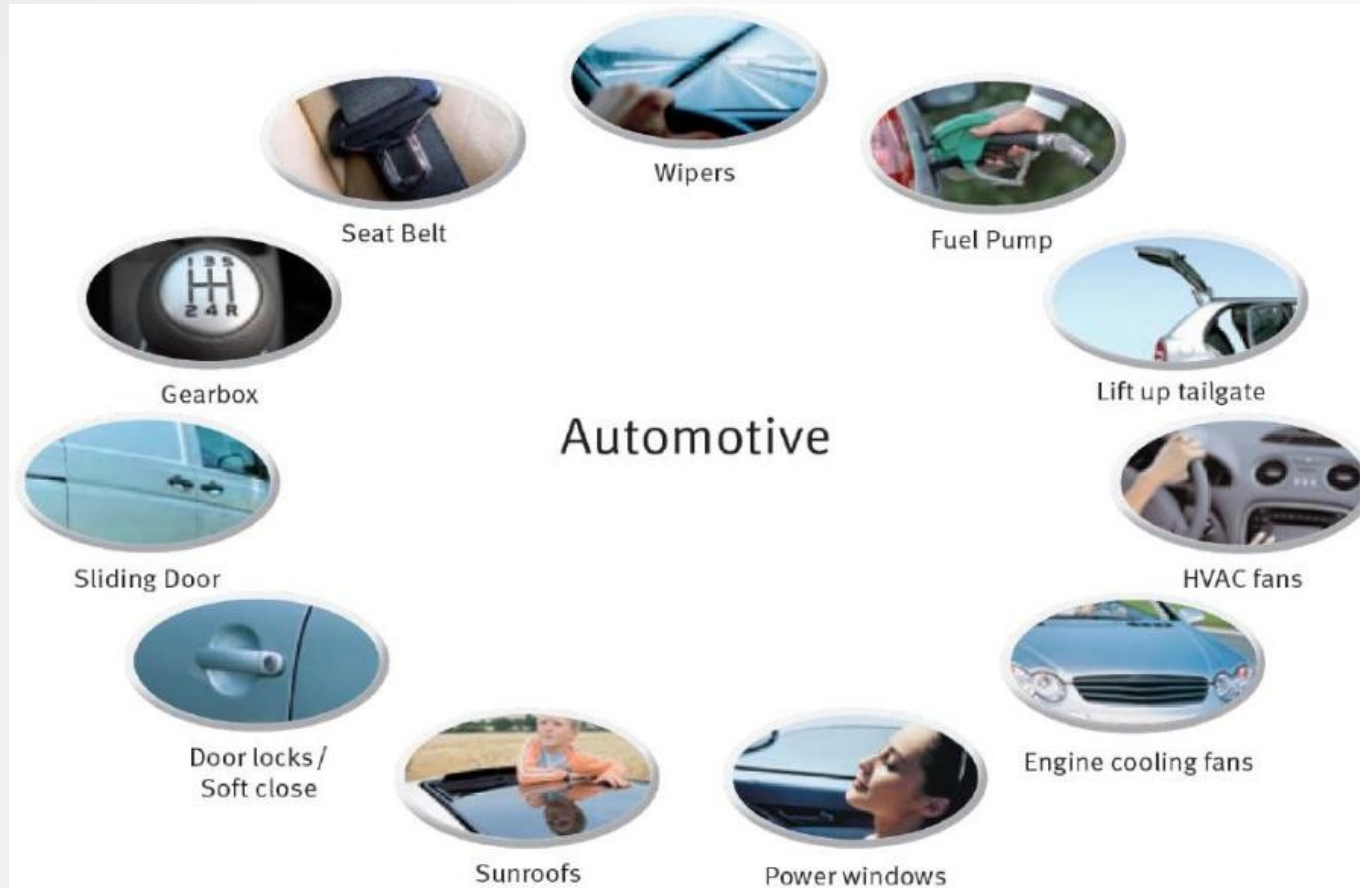 Wipers
Seat Belt
Fuel Pump
1 3 5
2 4 R
Gearbox
Lift up tailgate
Automotive
Sliding Door
HVAC fans
Door locks /
Soft close
Engine cooling fans
Sunroofs
Power windows